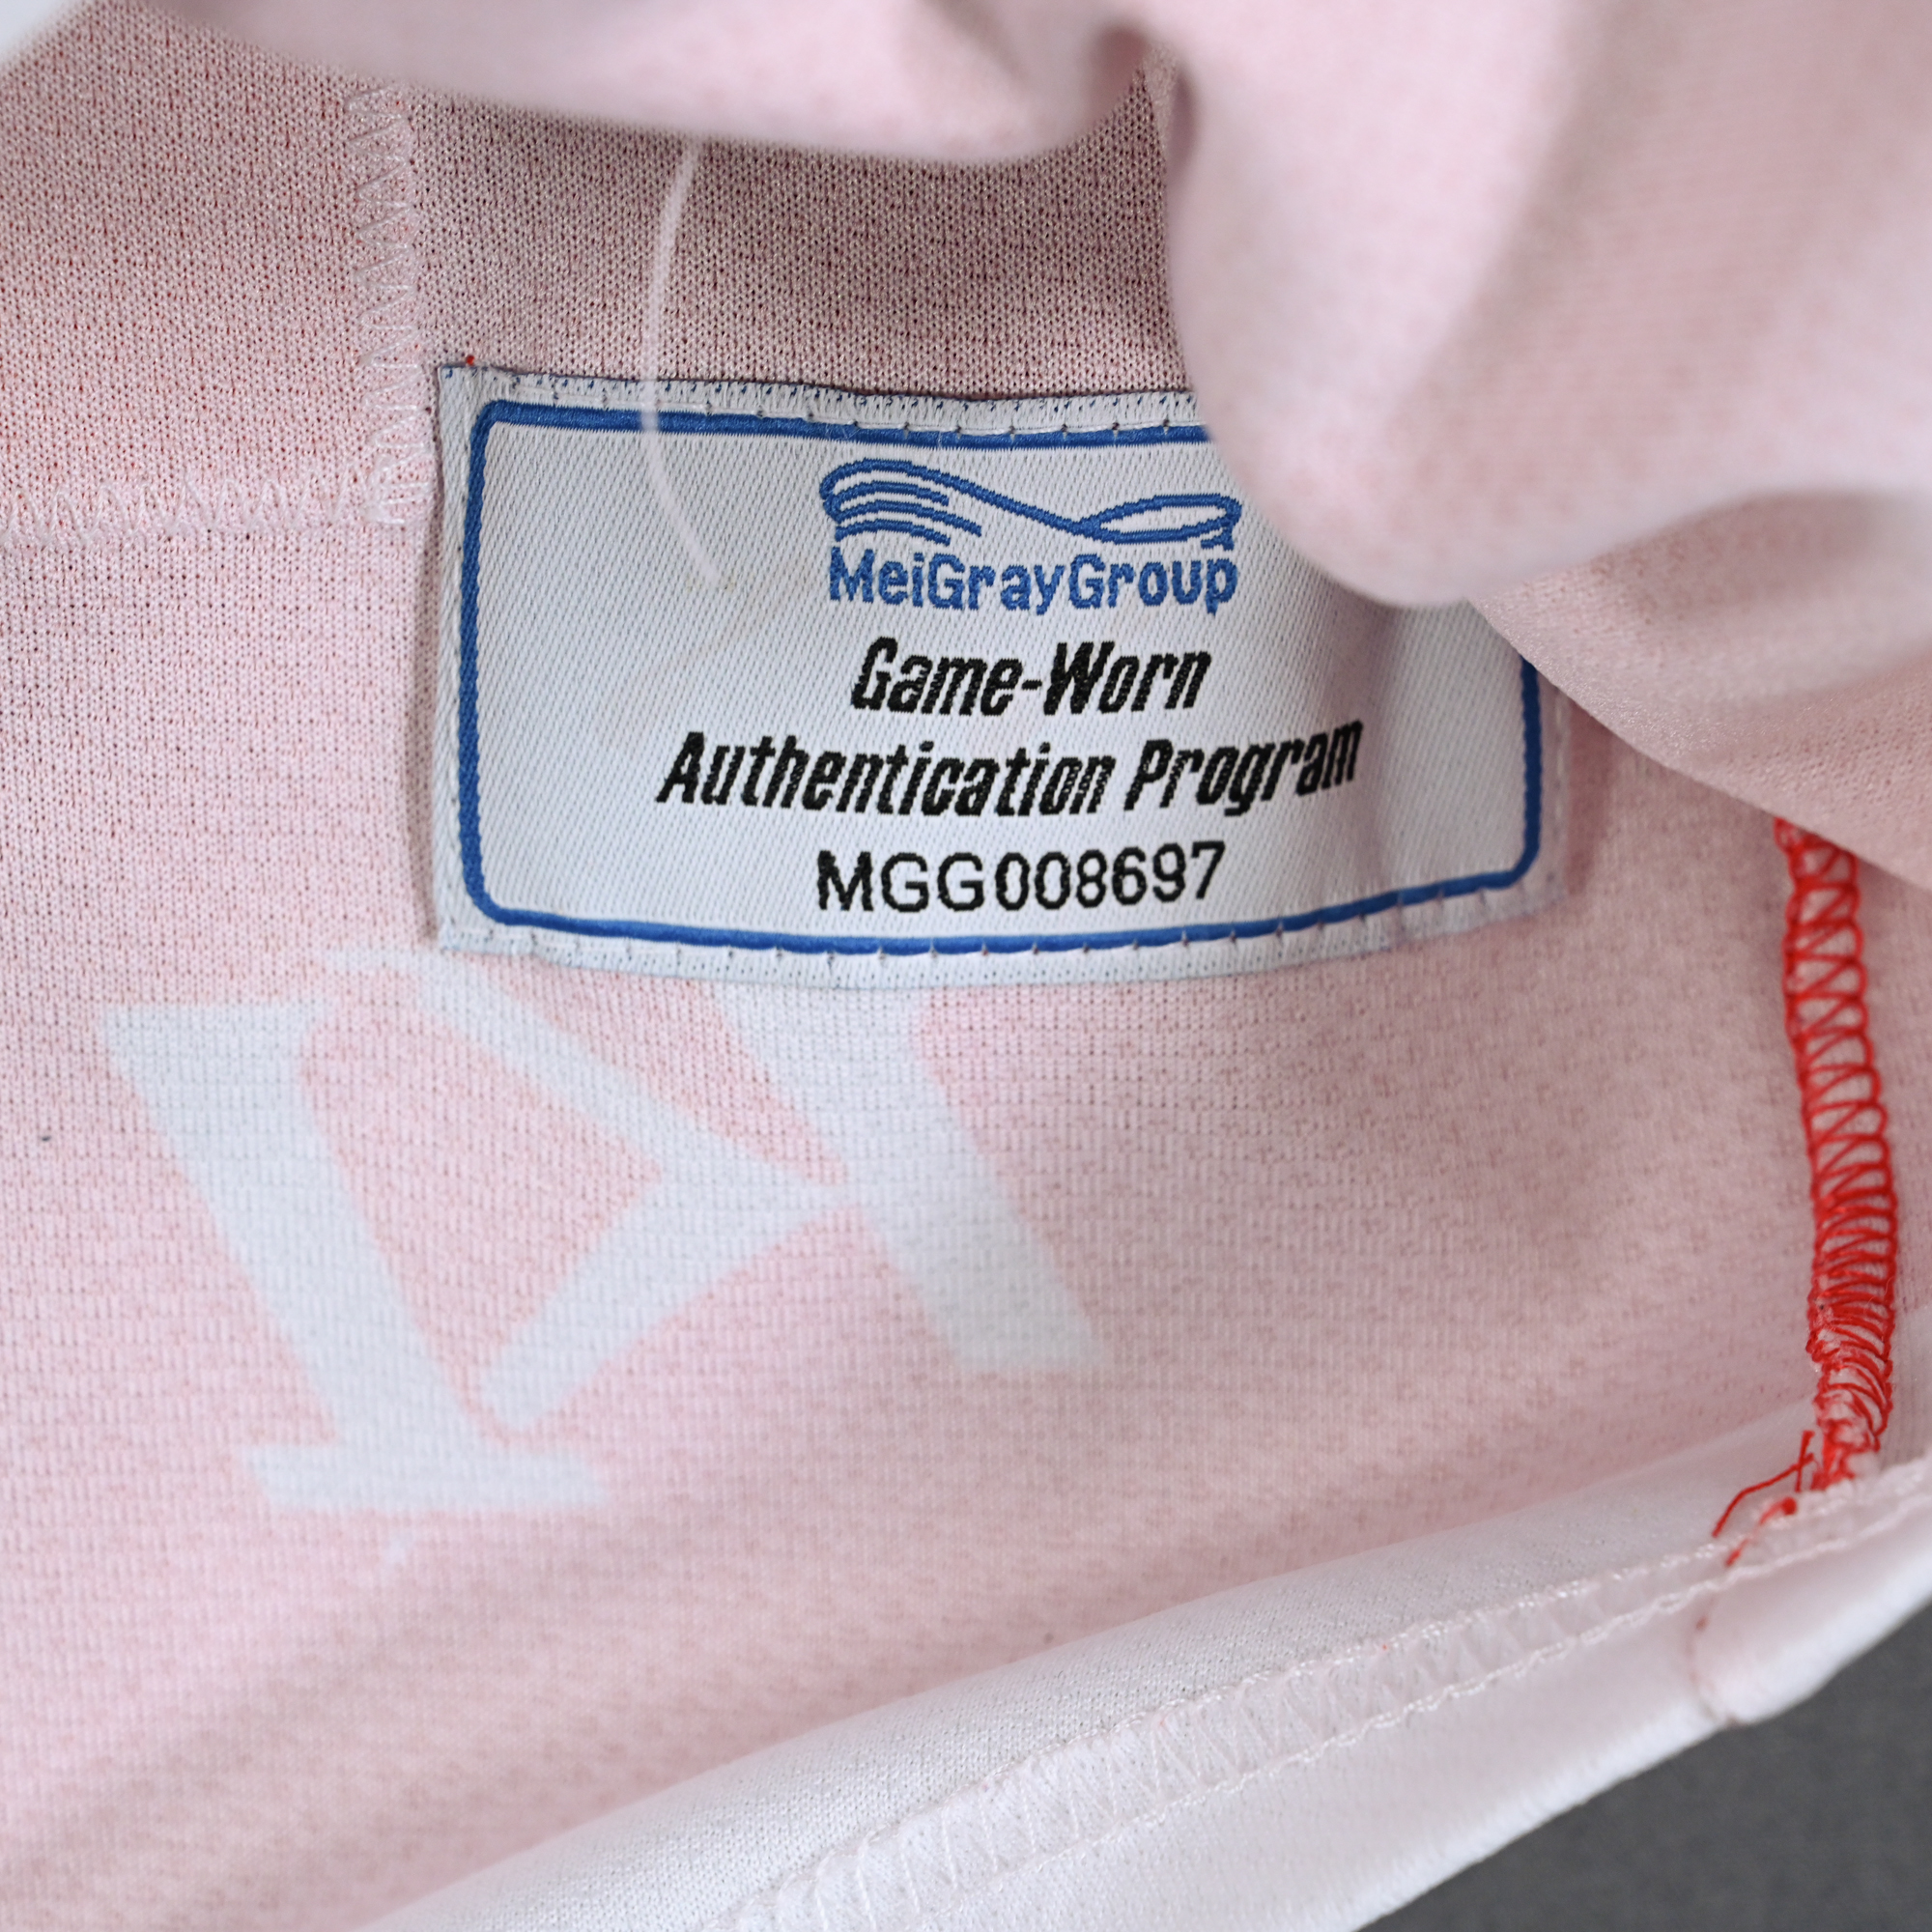 MeiGrayGroup
Game-Worn
Authentication Program
MGG008697